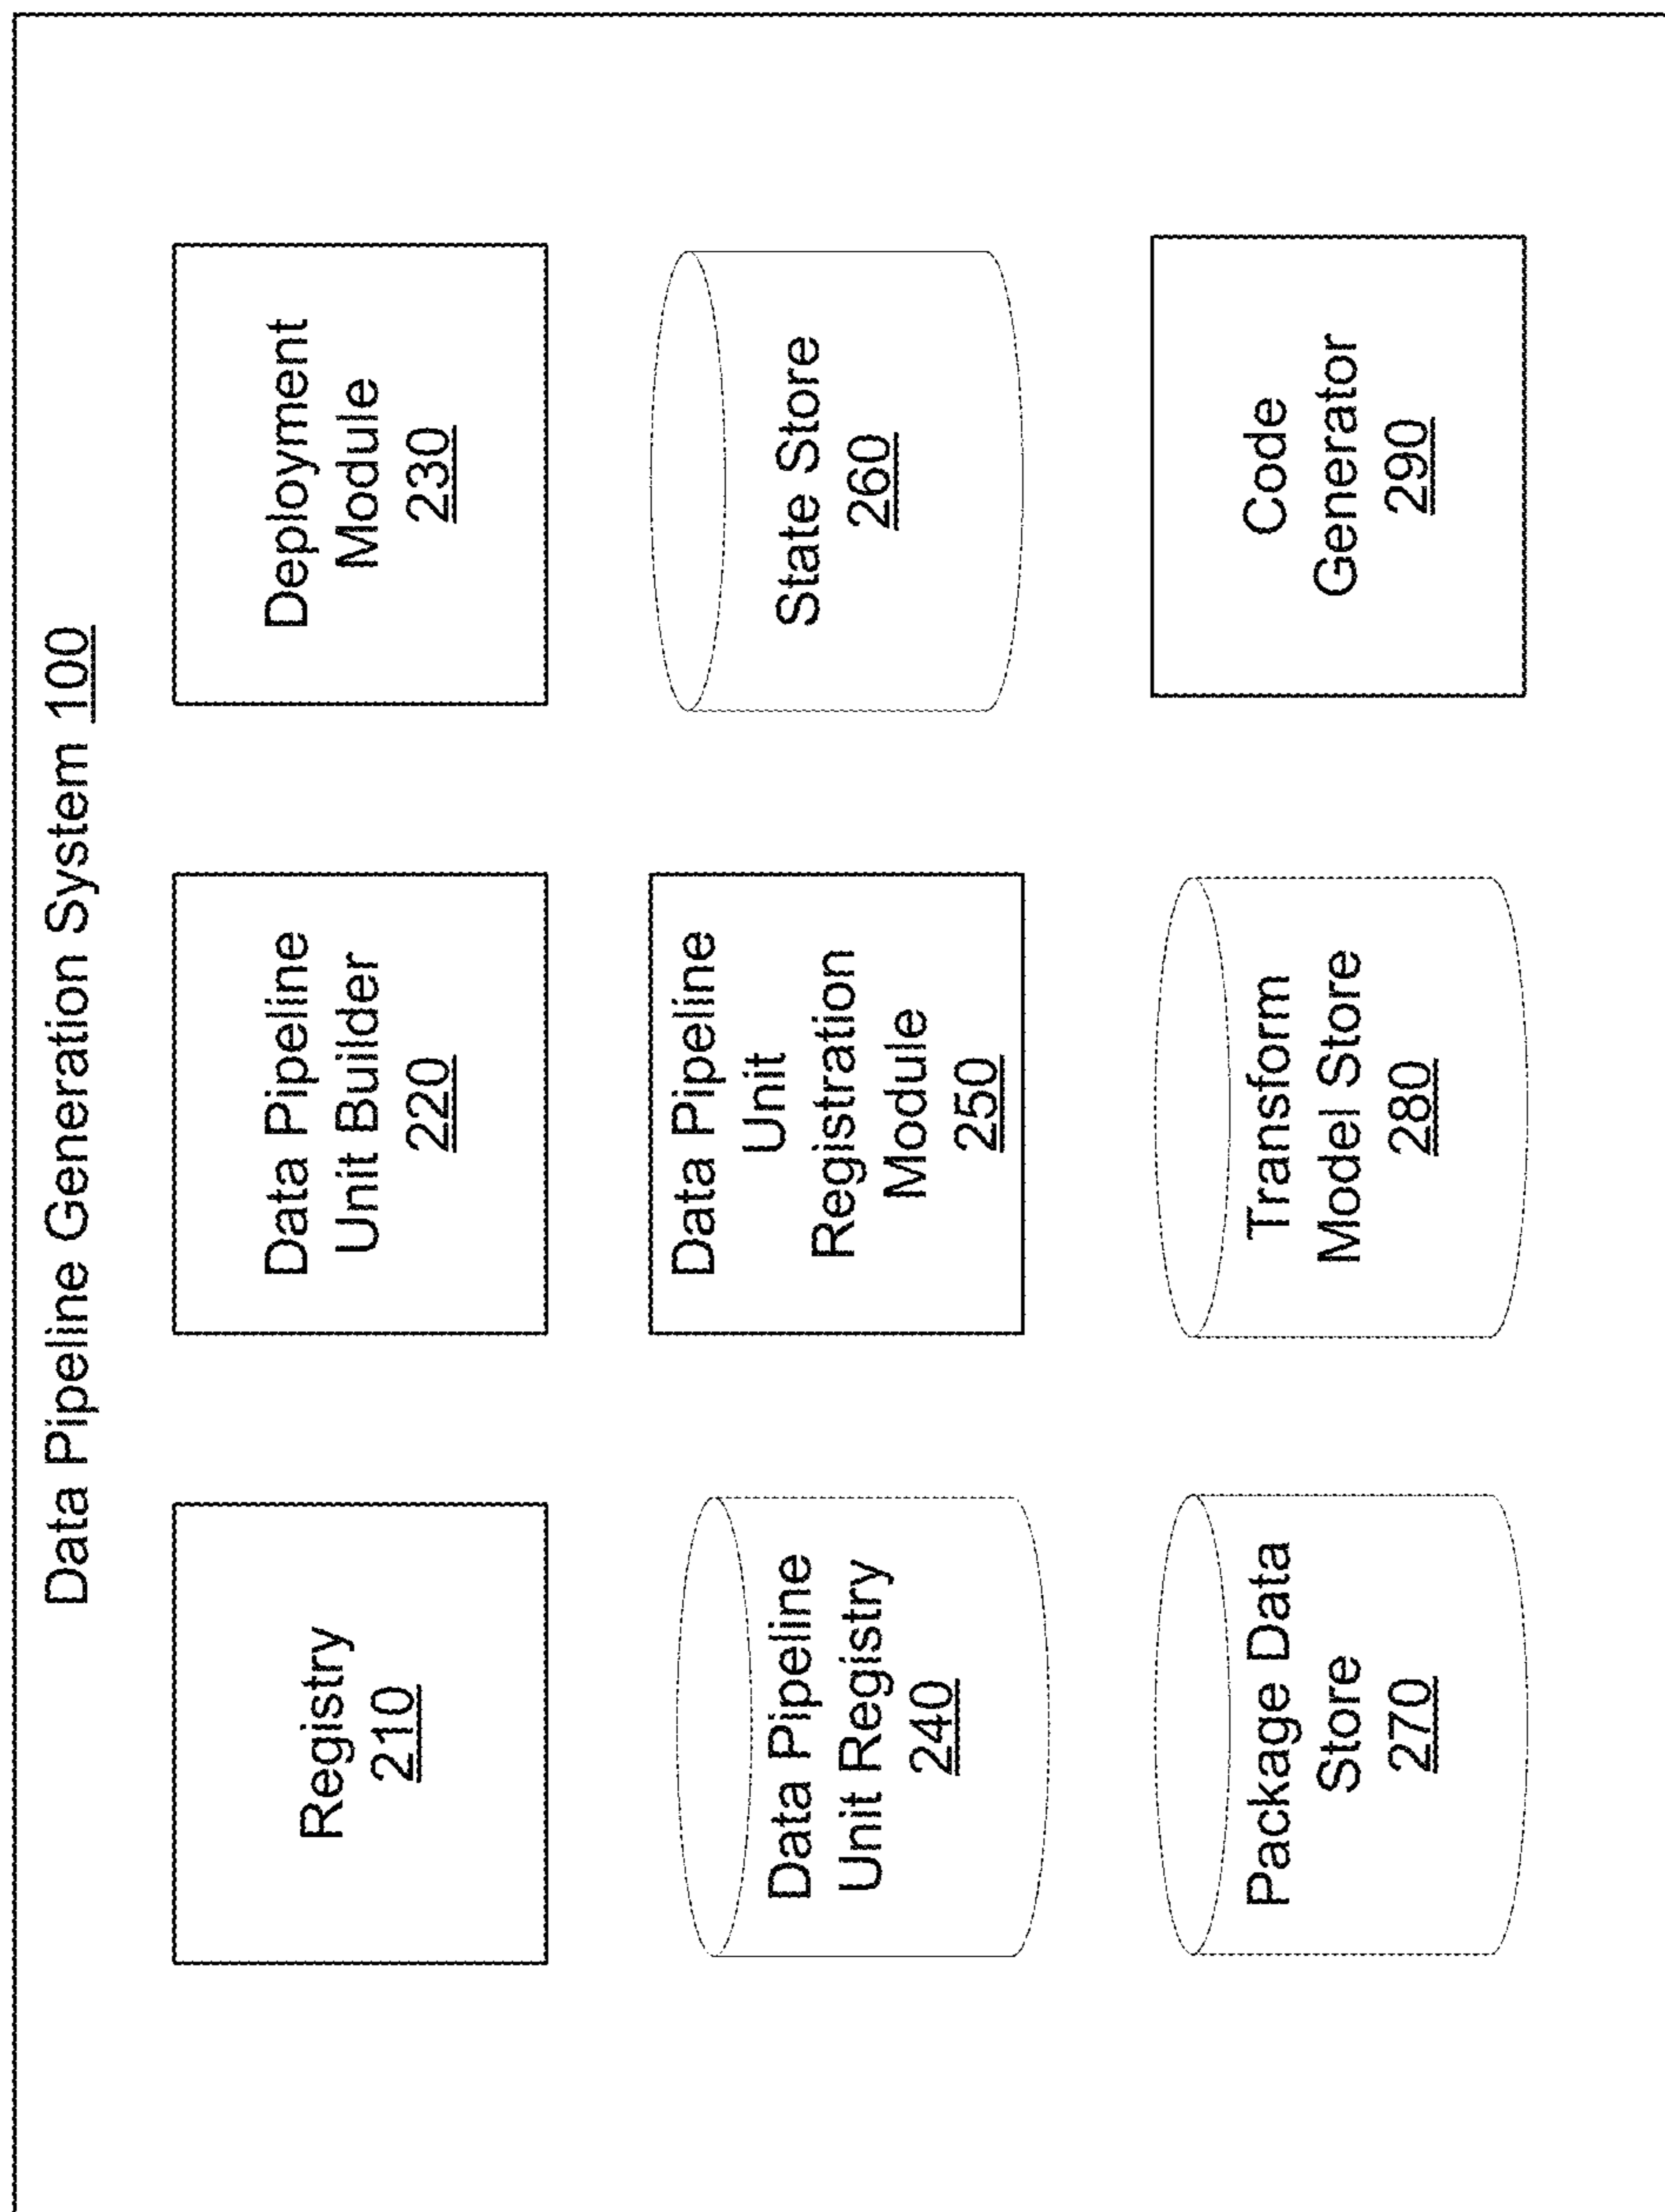 Data Pipeline Generation System 100
Registry
210
Data Pipeline
Unit Builder
220
Deployment
Module
230
Data Pipeline
Unit Registry
240
Data Pipeline
Unit
Registration
Module
250
State Store
260
Package Data
Store
270
Transform
Model Store
280
Code
Generator
290